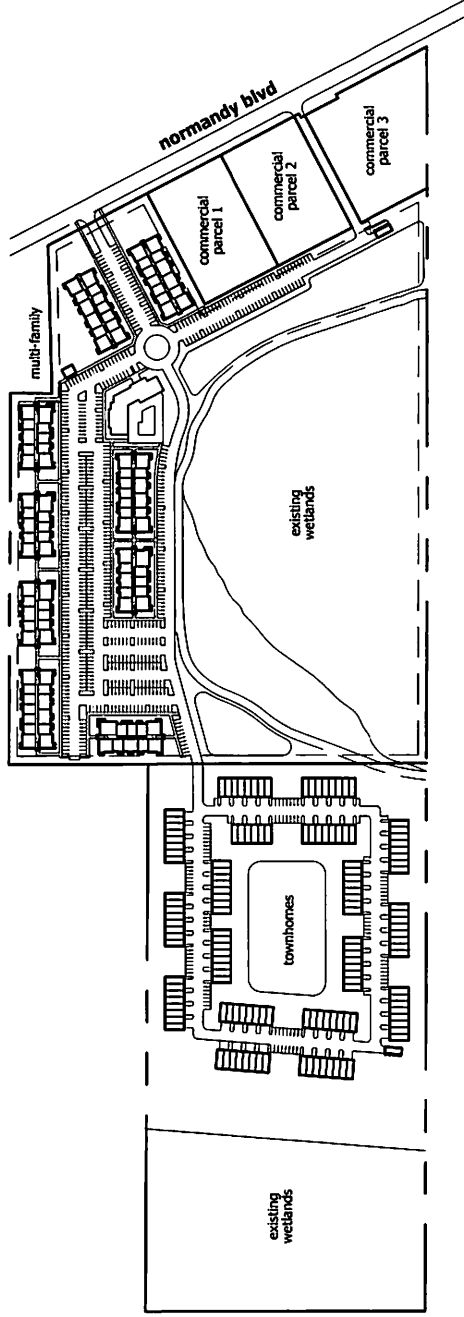 normandy blvd
commercial
parcel 3
commercial
parcel 2
commercial
parcel 1
multi-family
existing
wetlands
townhomes
existing
wetlands